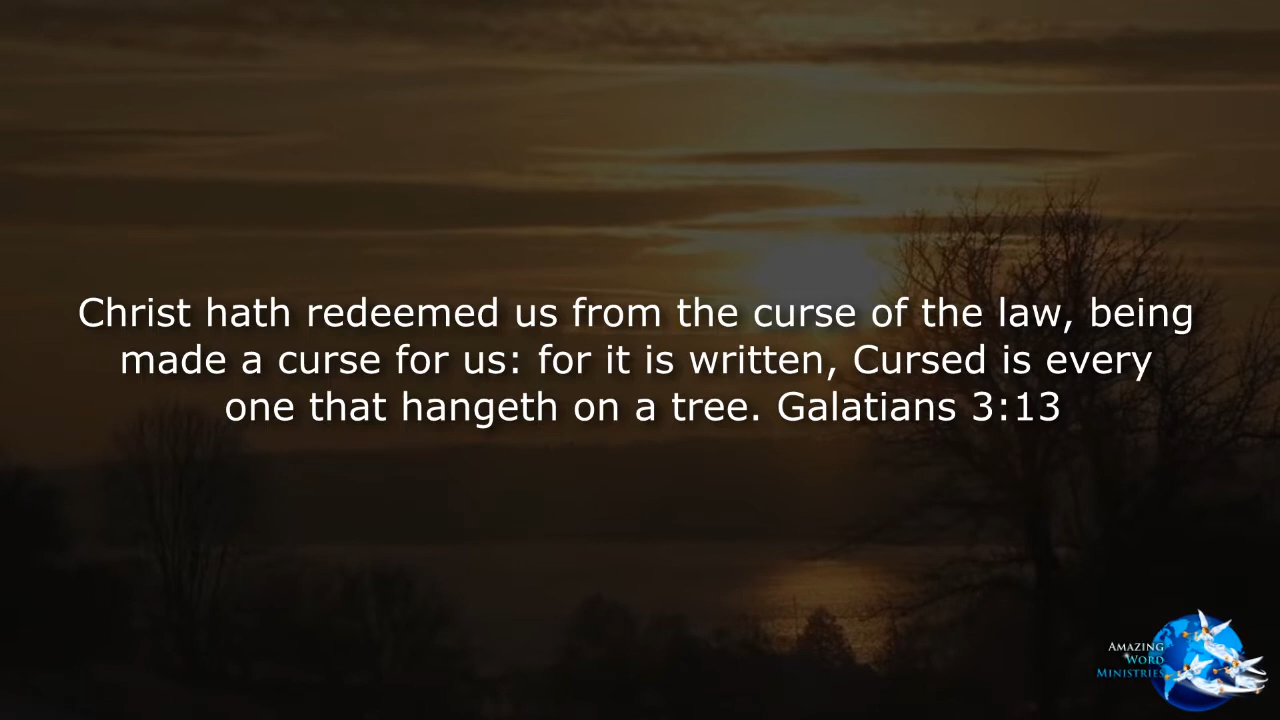 Christ hath redeemed us from the curse of the law, being
made a curse for us: for it is written, Cursed is every
one that hangeth on a tree. Galatians 3:13
AMAZING
WORD
MINISTRIES